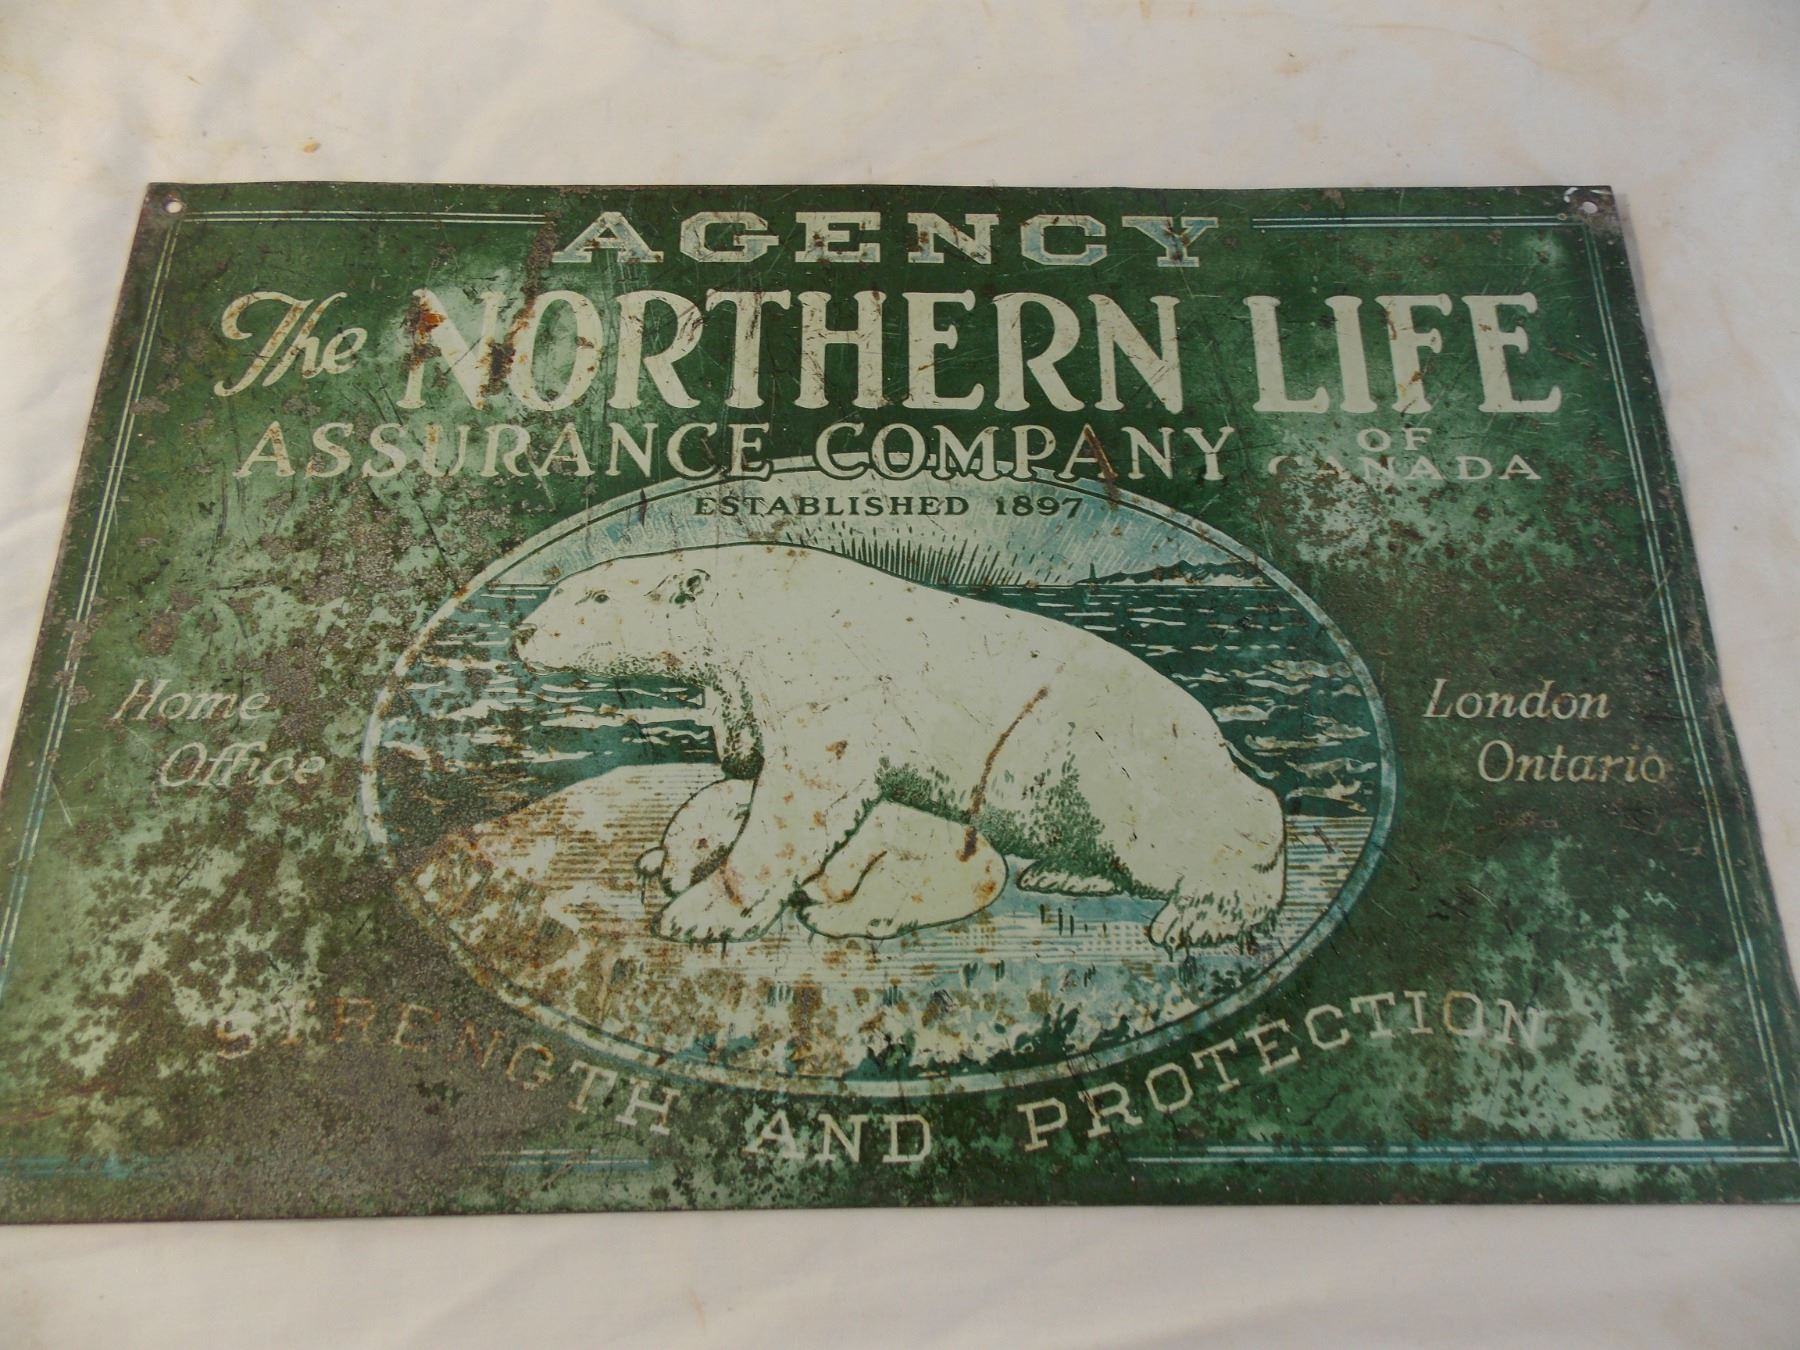 AGENCY
The NORTHERN LIFE
ASSURANCE COMPANY OF CANADA
ESTABLISHED 1897
Home Office
London Ontario
STRENGTH AND PROTECTION